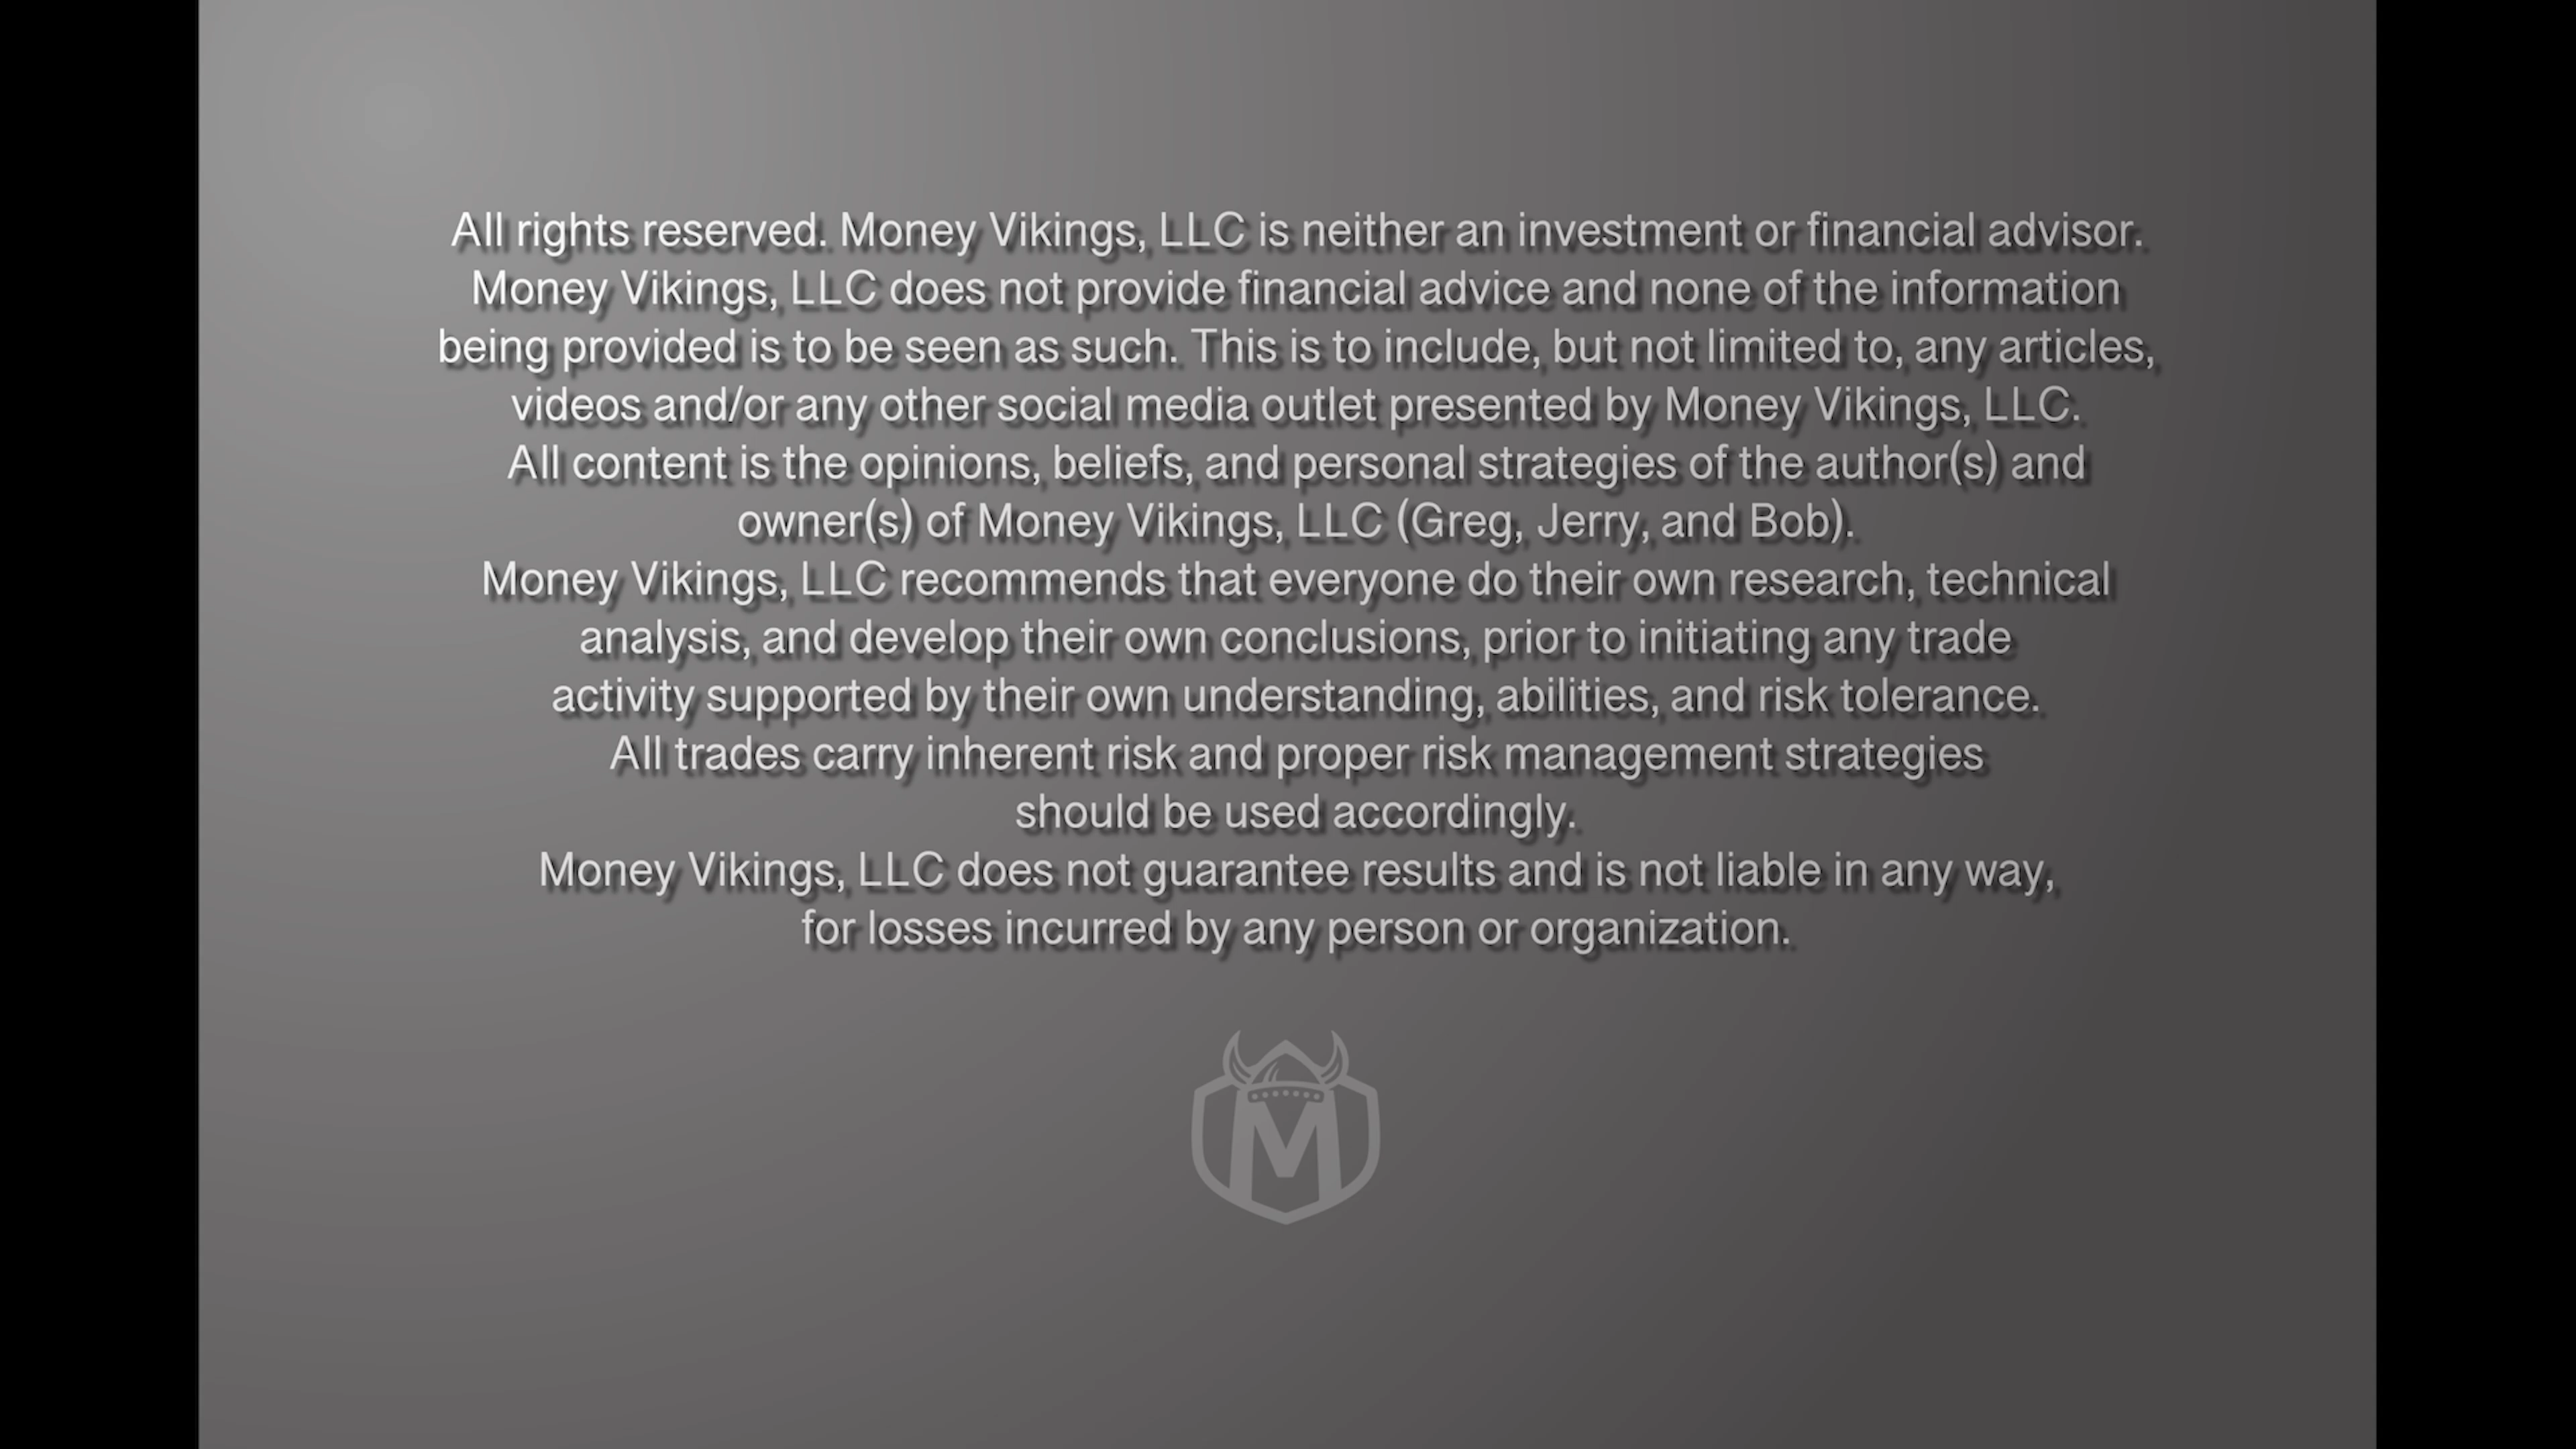 All rights reserved. Money Vikings, LLC is neither an investment or financial advisor.
Money Vikings, LLC does not provide financial advice and none of the information
being provided is to be seen as such. This is to include, but not limited to, any articles,
videos and/or any other social media outlet presented by Money Vikings, LLC.
All content is the opinions, beliefs, and personal strategies of the author(s) and
owner(s) of Money Vikings, LLC (Greg, Jerry, and Bob).
Money Vikings, LLC recommends that everyone do their own research, technical
analysis, and develop their own conclusions, prior to initiating any trade
activity supported by their own understanding, abilities, and risk tolerance.
All trades carry inherent risk and proper risk management strategies
should be used accordingly.
Money Vikings, LLC does not guarantee results and is not liable in any way,
for losses incurred by any person or organization.
M